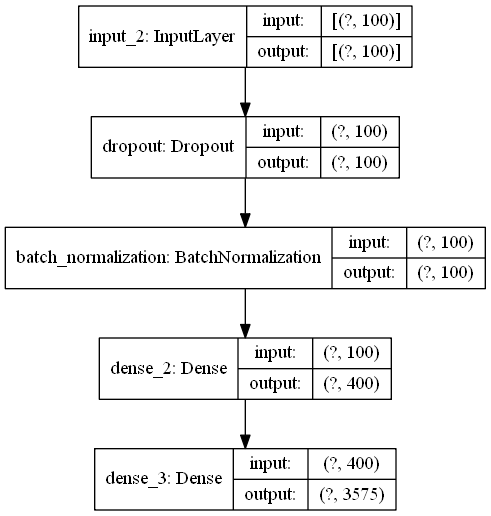 input_2: InputLayer
input:
[(?, 100)]
output:
[(?, 100)]
dropout: Dropout
input:
(?, 100)
output:
(?, 100)
batch_normalization: BatchNormalization
input:
(?, 100)
output:
(?, 100)
dense_2: Dense
input:
(?, 100)
output:
(?, 400)
dense_3: Dense
input:
(?, 400)
output:
(?, 3575)